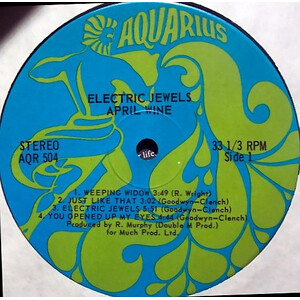 AQUARIUS
ELECTRIC JEWELS
APRIL WINE
STEREO
AQR 504
33 1/3 RPM
Side 1
life.
1. WEEPING WIDOW 3:49 (R. Wright)
2. JUST LIKE THAT 3:02 (Goodwyn-Clench)
3. ELECTRIC JEWELS 5:51 (Goodwyn-Clench)
4. YOU OPENED UP MY EYES 4:44 (Goodwyn-Clench)
Produced by R. Murphy (Double M Prod.)
for Much Prod. Ltd.